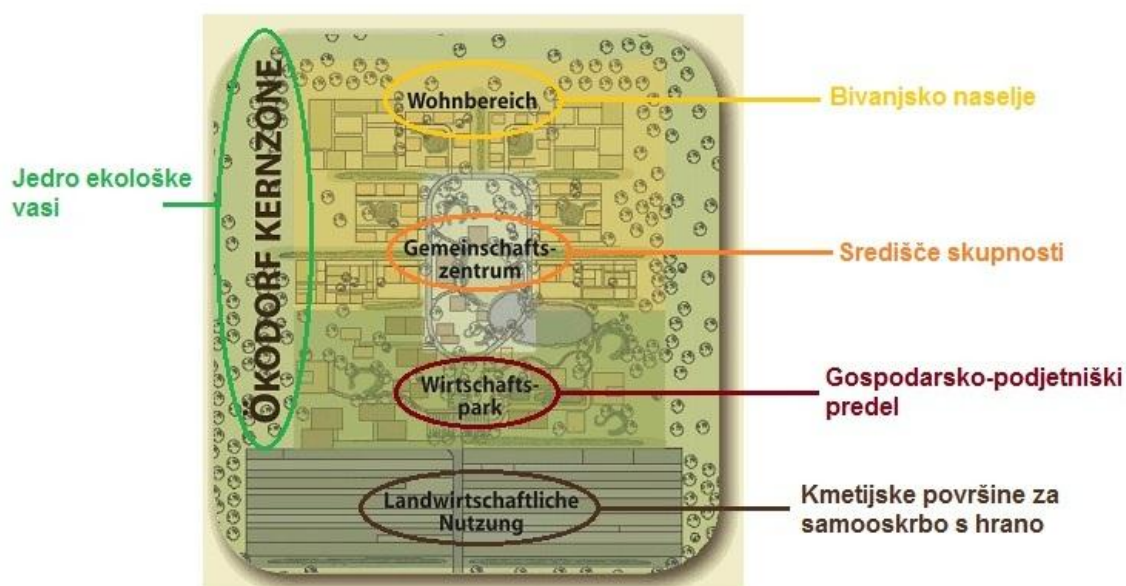 ÖKODORF KERNZONE
Jedro ekološke
vasi
Wohnbereich
Bivanjsko naselje
Gemeinschafts-
zentrum
Središče skupnosti
Wirtschafts-
park
Gospodarsko-podjetniški
predel
Landwirtschaftliche
Nutzung
Kmetijske površine za
samooskrbo s hrano